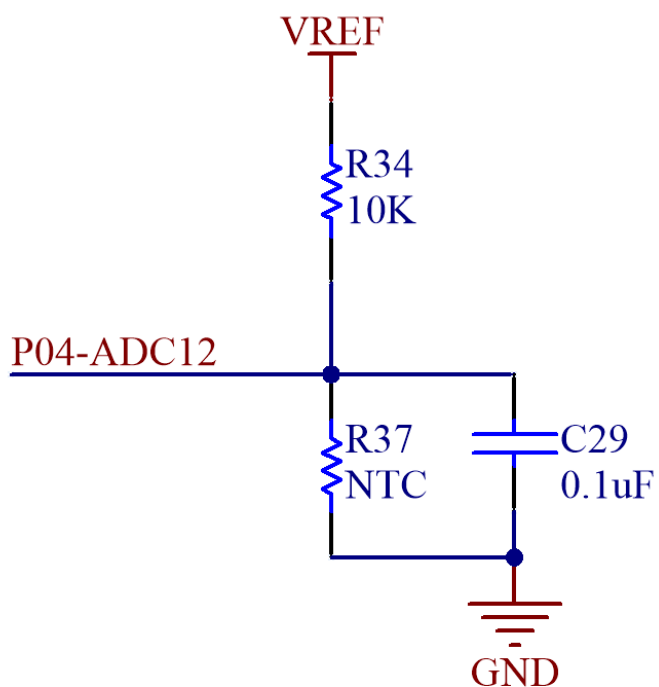 VREF
R34
10K
P04-ADC12
R37
NTC
C29
0.1uF
GND